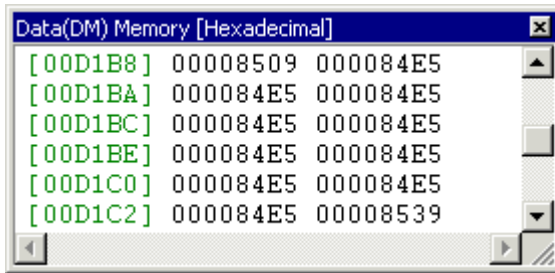 Data(DM) Memory [Hexadecimal]
[00D1B8] 00008509 000084E5
[00D1BA] 000084E5 000084E5
[00D1BC] 000084E5 000084E5
[00D1BE] 000084E5 000084E5
[00D1C0] 000084E5 000084E5
[00D1C2] 000084E5 00008539